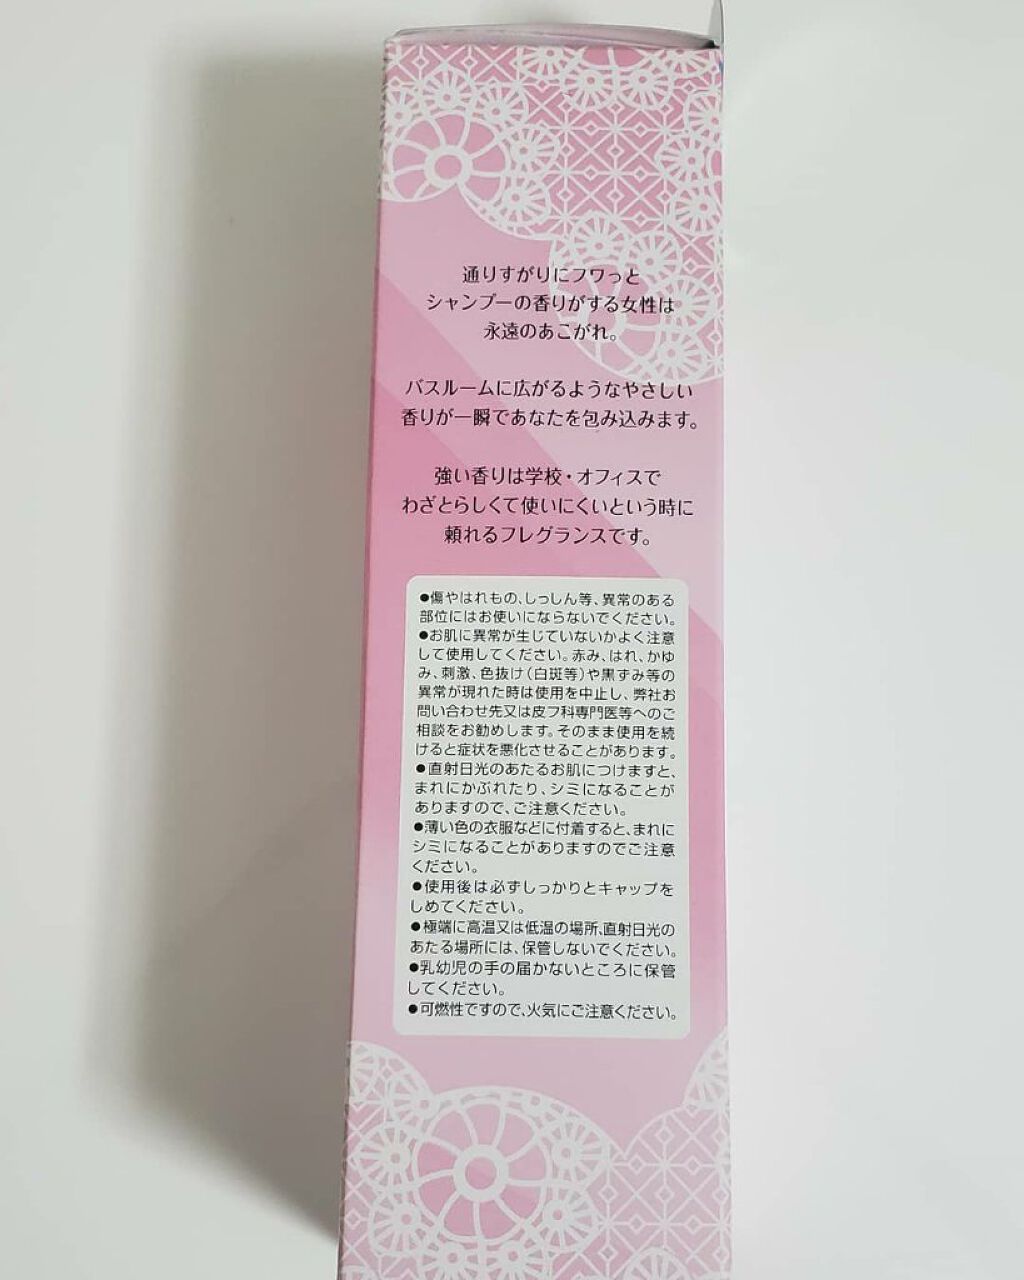 通りすがりにフワっと
シャンプーの香りがする女性は
永遠のあこがれ。
バスルームに広がるようなやさしい
香りが一瞬であなたを包み込みます。
強い香りは学校・オフィスで
わざとらしくて使いにくいという時に
頼れるフレグランスです。
●傷やはれもの、しっしん等、異常のある
部位にはお使いにならないでください。
●お肌に異常が生じていないかよく注意
して使用してください。赤み、はれ、かゆ
み、刺激、色抜け(白斑等)や黒ずみ等の
異常が現れた時は使用を中止し、弊社お
問い合わせ先又は皮フ科専門医等へのご
相談をお勧めします。そのまま使用を続
けると症状を悪化させることがあります。
●直射日光のあたるお肌につけますと、
まれにかぶれたり、シミになることが
ありますので、ご注意ください。
●薄い色の衣服などに付着すると、まれに
シミになることがありますのでご注意
ください。
●使用後は必ずしっかりとキャップを
しめてください。
●極端に高温又は低温の場所、直射日光の
あたる場所には、保管しないでください。
●乳幼児の手の届かないところに保管
してください。
●可燃性ですので、火気にご注意ください。